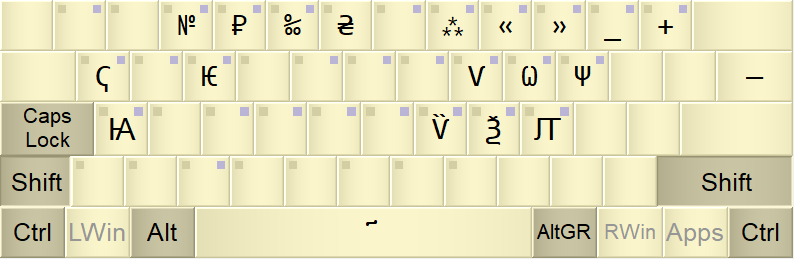 № ₽ ‰ ₴ ⁂ « » _ +
Ҁ Ѥ Ѵ Ѡ Ѱ —
Caps Lock Ꙗ Ѷ Ѯ
Shift Shift
Ctrl LWin Alt ҃ AltGR RWin Apps Ctrl